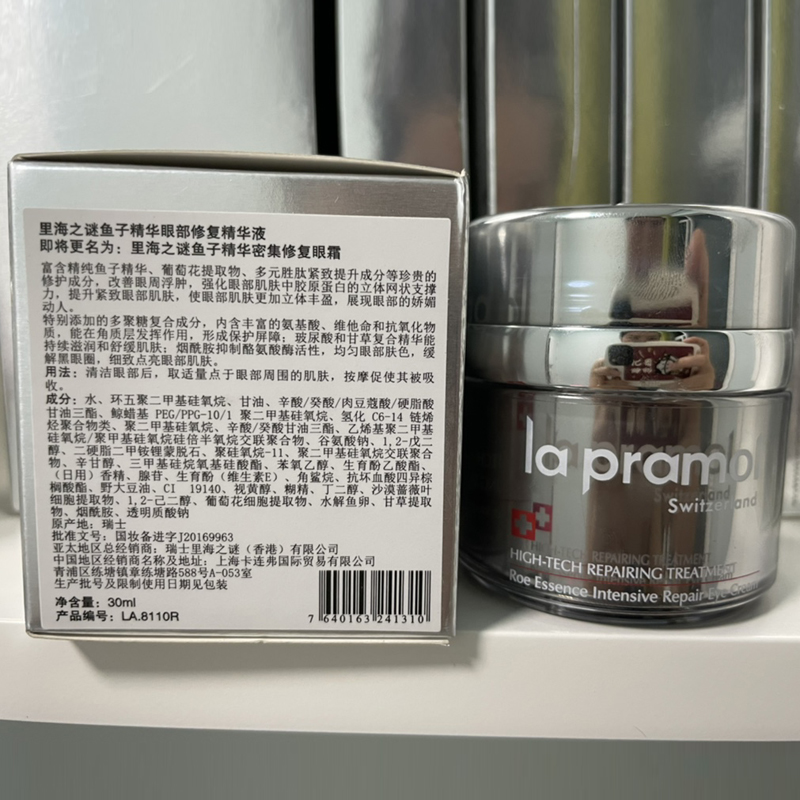 里海之谜鱼子精华眼部修复精华液
即将更名为：里海之谜鱼子精华密集修复眼霜
富含精纯鱼子精华、葡萄花提取物、多元胜肽紧致提升成分等珍贵的
修护成分，改善眼周浮肿，强化眼部肌肤中胶原蛋白的立体网状支撑
力，提升紧致眼部肌肤，使眼部肌肤更加立体丰盈，展现眼部的娇媚
动人。
特别添加的多聚糖复合成分，内含丰富的氨基酸、维他命和抗氧化物
质，能在角质层发挥作用，形成保护屏障；玻尿酸和甘草复合精华能
持续滋润和舒缓肌肤；烟酰胺抑制酪氨酸酶活性，均匀眼部肤色，缓
解黑眼圈，细致点亮眼部肌肤。
用法：清洁眼部后，取适量点于眼部周围的肌肤，按摩促使其被吸
收。
成分：水、环五聚二甲基硅氧烷、甘油、辛酸/癸酸/肉豆蔻酸/硬脂酸
甘油三酯、鲸蜡基 PEG/PPG-10/1 聚二甲基硅氧烷、氢化 C6-14 链烯
烃聚合物类、聚二甲基硅氧烷、辛酸/癸酸甘油三酯、乙烯基聚二甲基
硅氧烷/聚甲基硅氧烷硅倍半氧烷交联聚合物、谷氨酸钠、1,2-戊二
醇、二硬脂二甲铵锂蒙脱石、聚硅氧烷-11、聚二甲基硅氧烷交联聚合
物、辛甘醇、三甲基硅烷氧基硅酸酯、苯氧乙醇、生育酚乙酸酯、
（日用）香精、腺苷、生育酚（维生素E）、角鲨烷、抗坏血酸四异棕
榈酸酯、野大豆油、CI 19140、视黄醇、糊精、丁二醇、沙漠蔷薇叶
细胞提取物、1,2-己二醇、葡萄花细胞提取物、水解鱼卵、甘草提取
物、烟酰胺、透明质酸钠
原产地：瑞士
批准文号：国妆备进字J20169963
亚太地区总经销商：瑞士里海之谜（香港）有限公司
中国地区经销商名称及地址：上海卡连弗国际贸易有限公司
青浦区练塘镇章练塘路588号A-053室
生产批号及限制使用日期见包装
净含量：30ml
产品编号：LA.8110R
7 640163 241310
la pramol
Switzerland
HIGH-TECH REPAIRING TREATMENT
Roe Essence Intensive Repair Eye Cream